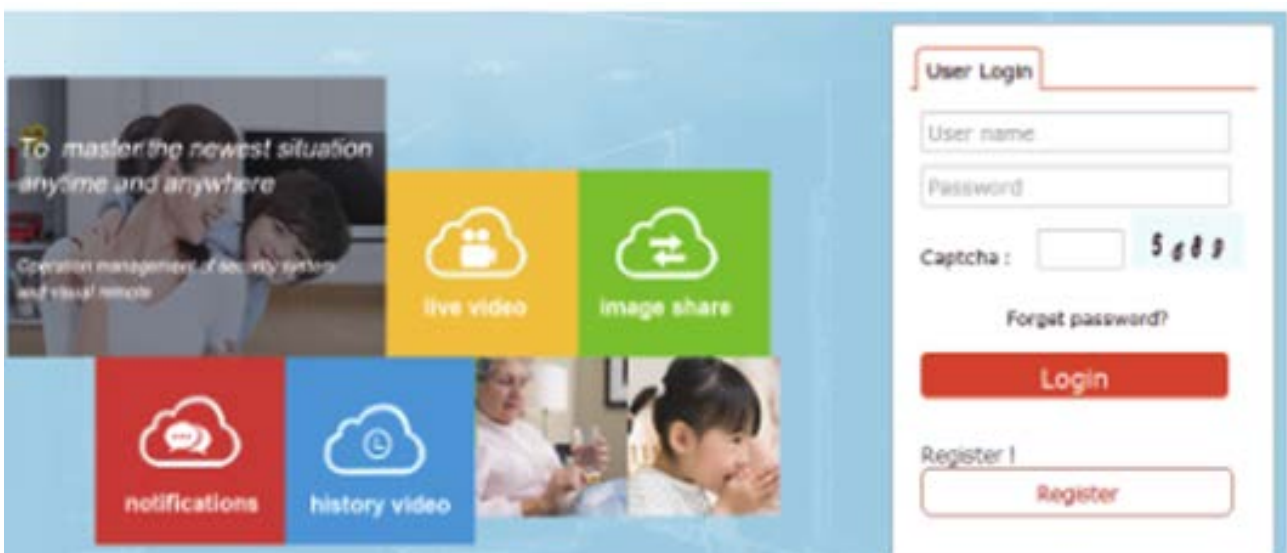 To master the newest situation
anytime and anywhere
Operation management of security system
and visual remote
live video
image share
notifications
history video
User Login
User name
Password
Captcha :
5689
Forget password?
Login
Register !
Register